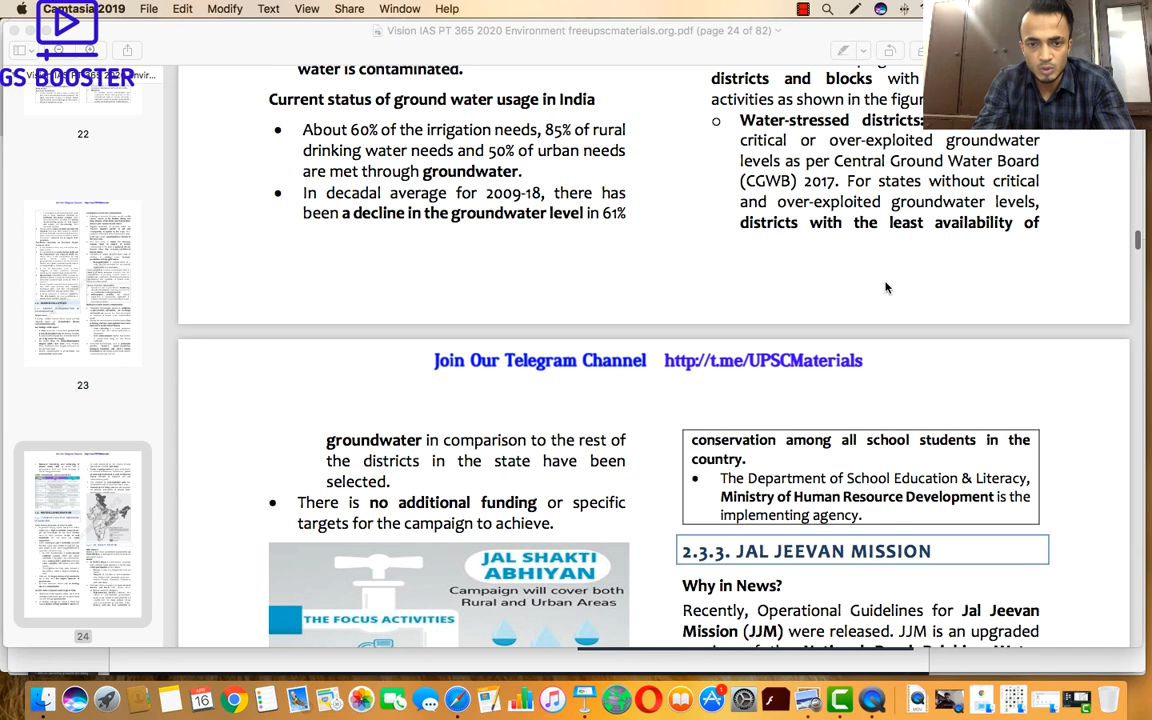 Camtasia 2019 File Edit Modify Text View Share Window Help
GS BOOSTER
Vision IAS PT 365 2020 Environment freeupscmaterials.org.pdf (page 24 of 82)
22
23
24
water is contaminated.
Current status of ground water usage in India
• About 60% of the irrigation needs, 85% of rural
drinking water needs and 50% of urban needs
are met through groundwater.
• In decadal average for 2009-18, there has
been a decline in the groundwater level in 61%
districts and blocks with
activities as shown in the figur
o Water-stressed districts:
critical or over-exploited groundwater
levels as per Central Ground Water Board
(CGWB) 2017. For states without critical
and over-exploited groundwater levels,
districts with the least availability of
Join Our Telegram Channel http://t.me/UPSCMaterials
groundwater in comparison to the rest of
the districts in the state have been
selected.
• There is no additional funding or specific
targets for the campaign to achieve.
JAL SHAKTI
ABHIYAN
Campaign will cover both
Rural and Urban Areas
THE FOCUS ACTIVITIES
conservation among all school students in the
country.
• The Department of School Education & Literacy,
Ministry of Human Resource Development is the
implementing agency.
2.3.3. JAL JEEVAN MISSION
Why in News?
Recently, Operational Guidelines for Jal Jeevan
Mission (JJM) were released. JJM is an upgraded